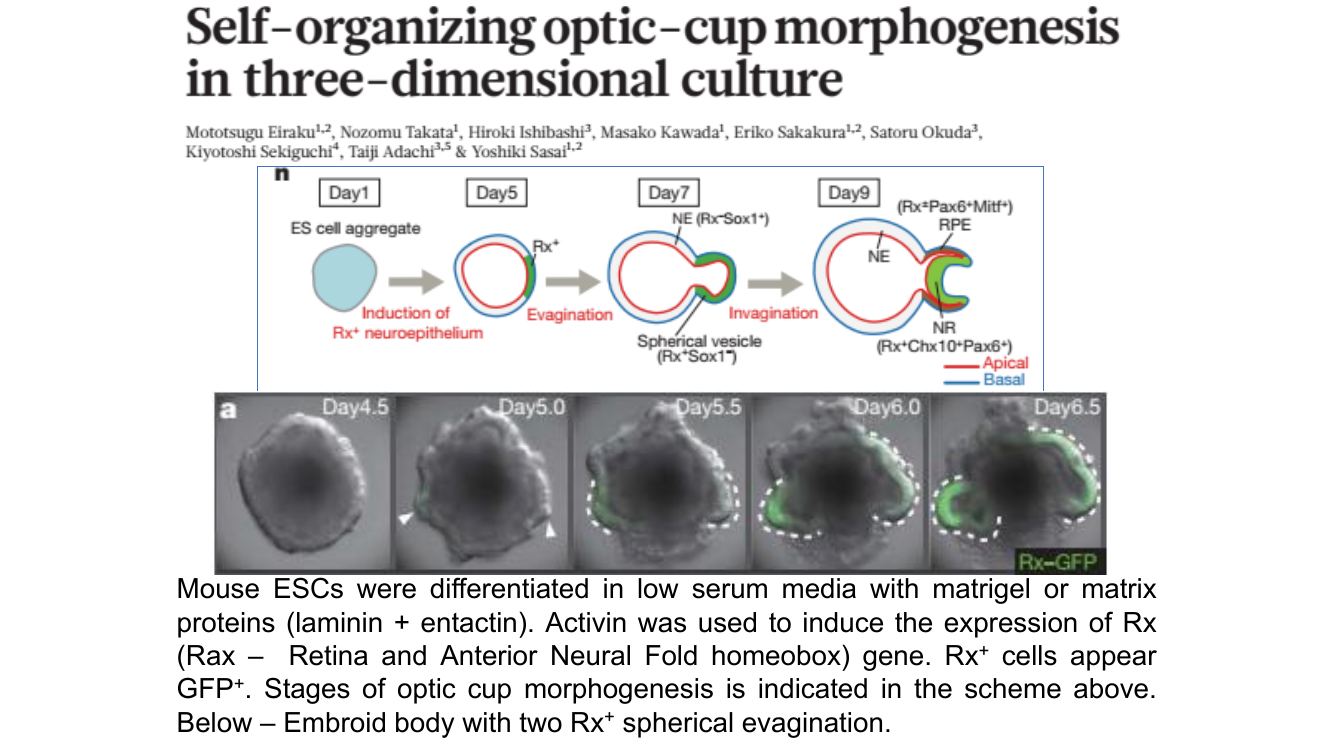 Self-organizing optic-cup morphogenesis
in three-dimensional culture
Mototsugu Eiraku1,2, Nozomu Takata1, Hiroki Ishibashi3, Masako Kawada1, Eriko Sakakura1,2, Satoru Okuda3,
Kiyotoshi Sekiguchi4, Taiji Adachi3,5 & Yoshiki Sasai1,2
n
Day1
Day5
Day7
Day9
ES cell aggregate
Rx+
NE (Rx-Sox1+)
(Rx±Pax6+Mitf+)
RPE
NE
Induction of
Rx+ neuroepithelium
Evagination
Invagination
Spherical vesicle
(Rx+Sox1-)
NR
(Rx+Chx10+Pax6+)
Apical
Basal
a
Day4.5
Day5.0
Day5.5
Day6.0
Day6.5
Rx-GFP
Mouse ESCs were differentiated in low serum media with matrigel or matrix
proteins (laminin + entactin). Activin was used to induce the expression of Rx
(Rax – Retina and Anterior Neural Fold homeobox) gene. Rx+ cells appear
GFP+. Stages of optic cup morphogenesis is indicated in the scheme above.
Below – Embroid body with two Rx+ spherical evagination.